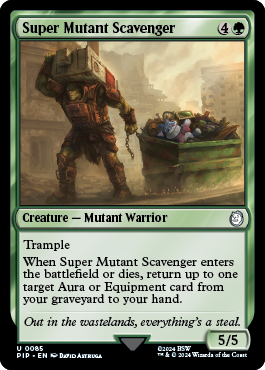 Super Mutant Scavenger 4
Creature — Mutant Warrior
Trample
When Super Mutant Scavenger enters
the battlefield or dies, return up to one
target Aura or Equipment card from
your graveyard to your hand.
Out in the wastelands, everything's a steal.
5/5
U 0085
PIP • EN David Astruga
©2024 BSW
™ & © 2024 Wizards of the Coast